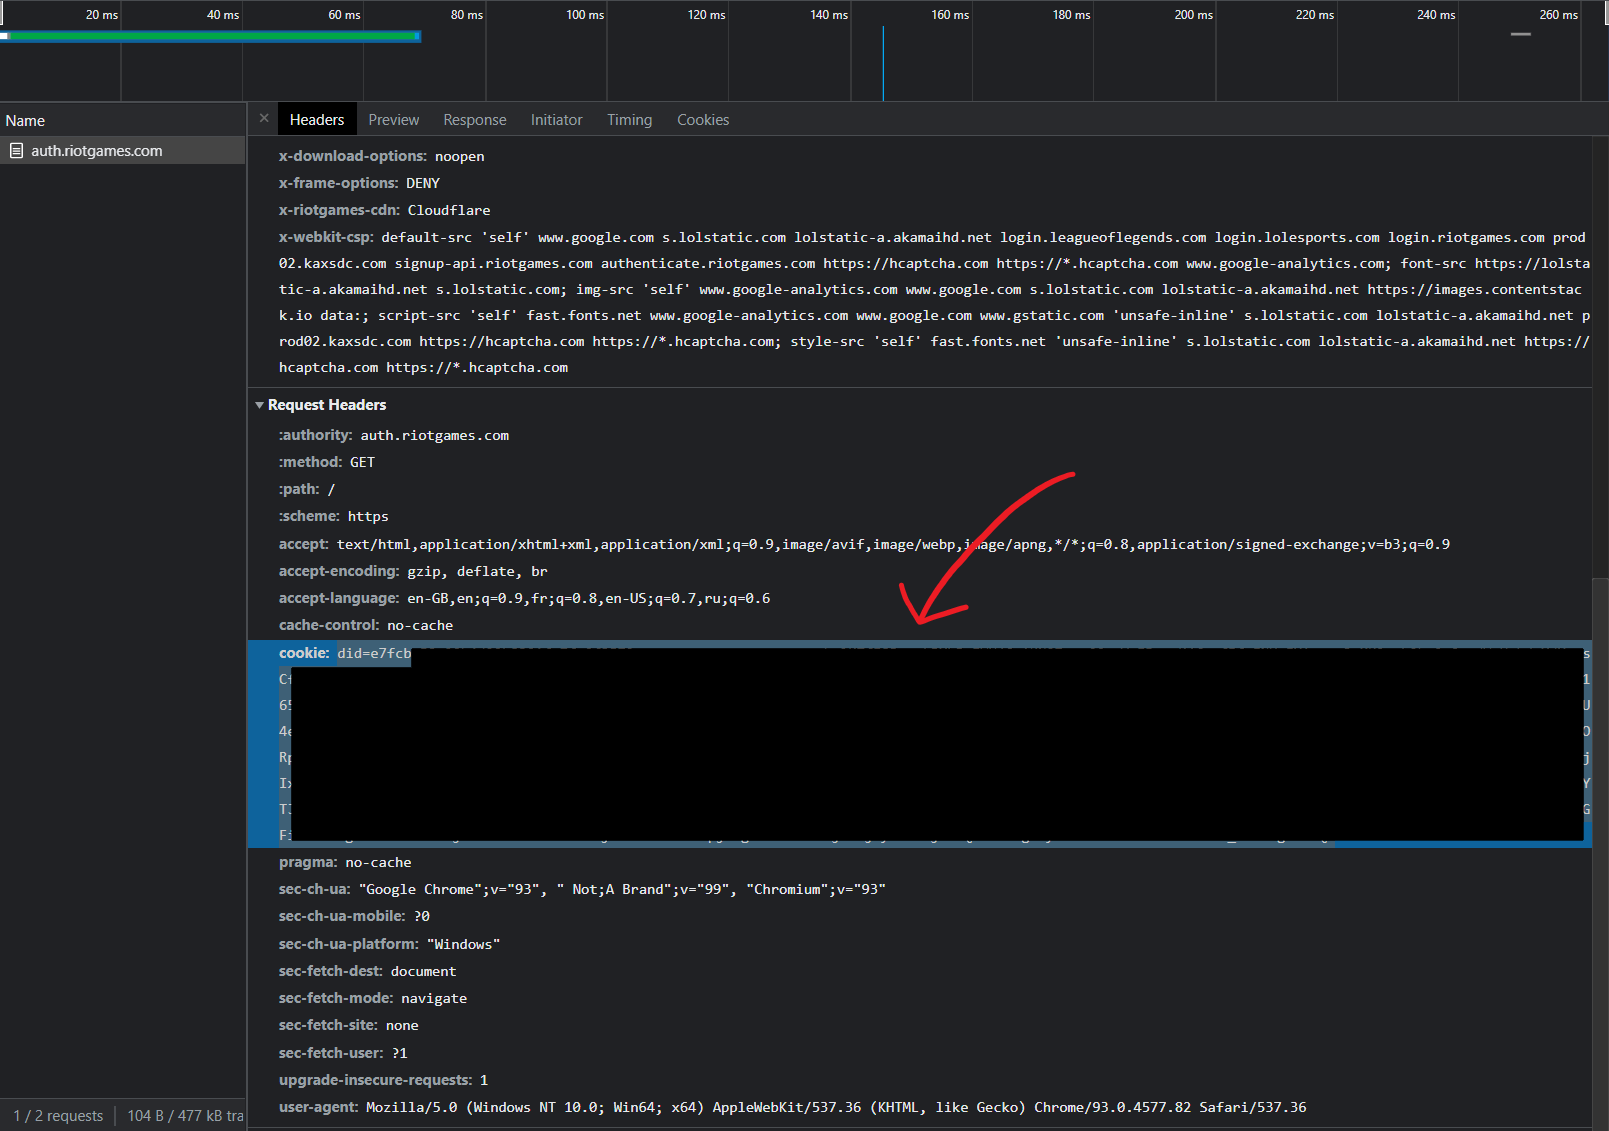 20 ms 40 ms 60 ms 80 ms 100 ms 120 ms 140 ms 160 ms 180 ms 200 ms 220 ms 240 ms 260 ms
Name
auth.riotgames.com
1 / 2 requests 104 B / 477 kB tra
× Headers Preview Response Initiator Timing Cookies
x-download-options: noopen
x-frame-options: DENY
x-riotgames-cdn: Cloudflare
x-webkit-csp: default-src 'self' www.google.com s.lolstatic.com lolstatic-a.akamaihd.net login.leagueoflegends.com login.lolesports.com login.riotgames.com prod
02.kaxsdc.com signup-api.riotgames.com authenticate.riotgames.com https://hcaptcha.com https://*.hcaptcha.com www.google-analytics.com; font-src https://lolsta
tic-a.akamaihd.net s.lolstatic.com; img-src 'self' www.google-analytics.com www.google.com s.lolstatic.com lolstatic-a.akamaihd.net https://images.contentstac
k.io data:; script-src 'self' fast.fonts.net www.google-analytics.com www.google.com www.gstatic.com 'unsafe-inline' s.lolstatic.com lolstatic-a.akamaihd.net p
rod02.kaxsdc.com https://hcaptcha.com https://*.hcaptcha.com; style-src 'self' fast.fonts.net 'unsafe-inline' s.lolstatic.com lolstatic-a.akamaihd.net https://
hcaptcha.com https://*.hcaptcha.com
Request Headers
:authority: auth.riotgames.com
:method: GET
:path: /
:scheme: https
accept: text/html,application/xhtml+xml,application/xml;q=0.9,image/avif,image/webp,image/apng,*/*;q=0.8,application/signed-exchange;v=b3;q=0.9
accept-encoding: gzip, deflate, br
accept-language: en-GB,en;q=0.9,fr;q=0.8,en-US;q=0.7,ru;q=0.6
cache-control: no-cache
cookie: did=e7fcb s
1
65 U
4e O
Rp j
Ix Y
G
pragma: no-cache
sec-ch-ua: "Google Chrome";v="93", " Not;A Brand";v="99", "Chromium";v="93"
sec-ch-ua-mobile: ?0
sec-ch-ua-platform: "Windows"
sec-fetch-dest: document
sec-fetch-mode: navigate
sec-fetch-site: none
sec-fetch-user: ?1
upgrade-insecure-requests: 1
user-agent: Mozilla/5.0 (Windows NT 10.0; Win64; x64) AppleWebKit/537.36 (KHTML, like Gecko) Chrome/93.0.4577.82 Safari/537.36